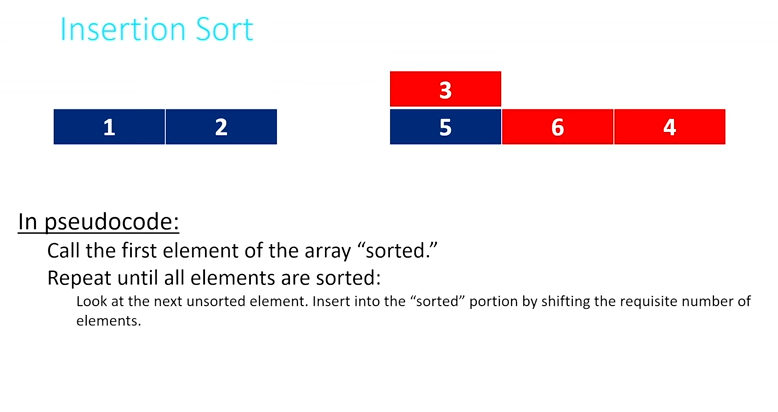 Insertion Sort
3
1 2 5 6 4
In pseudocode:
Call the first element of the array “sorted.”
Repeat until all elements are sorted:
Look at the next unsorted element. Insert into the “sorted” portion by shifting the requisite number of
elements.